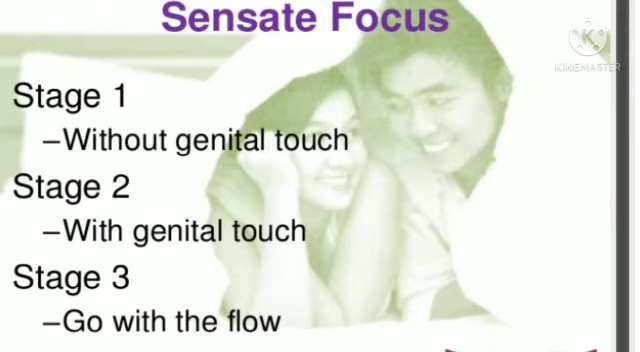 Sensate Focus
KINEMASTER
Stage 1
–Without genital touch
Stage 2
–With genital touch
Stage 3
–Go with the flow